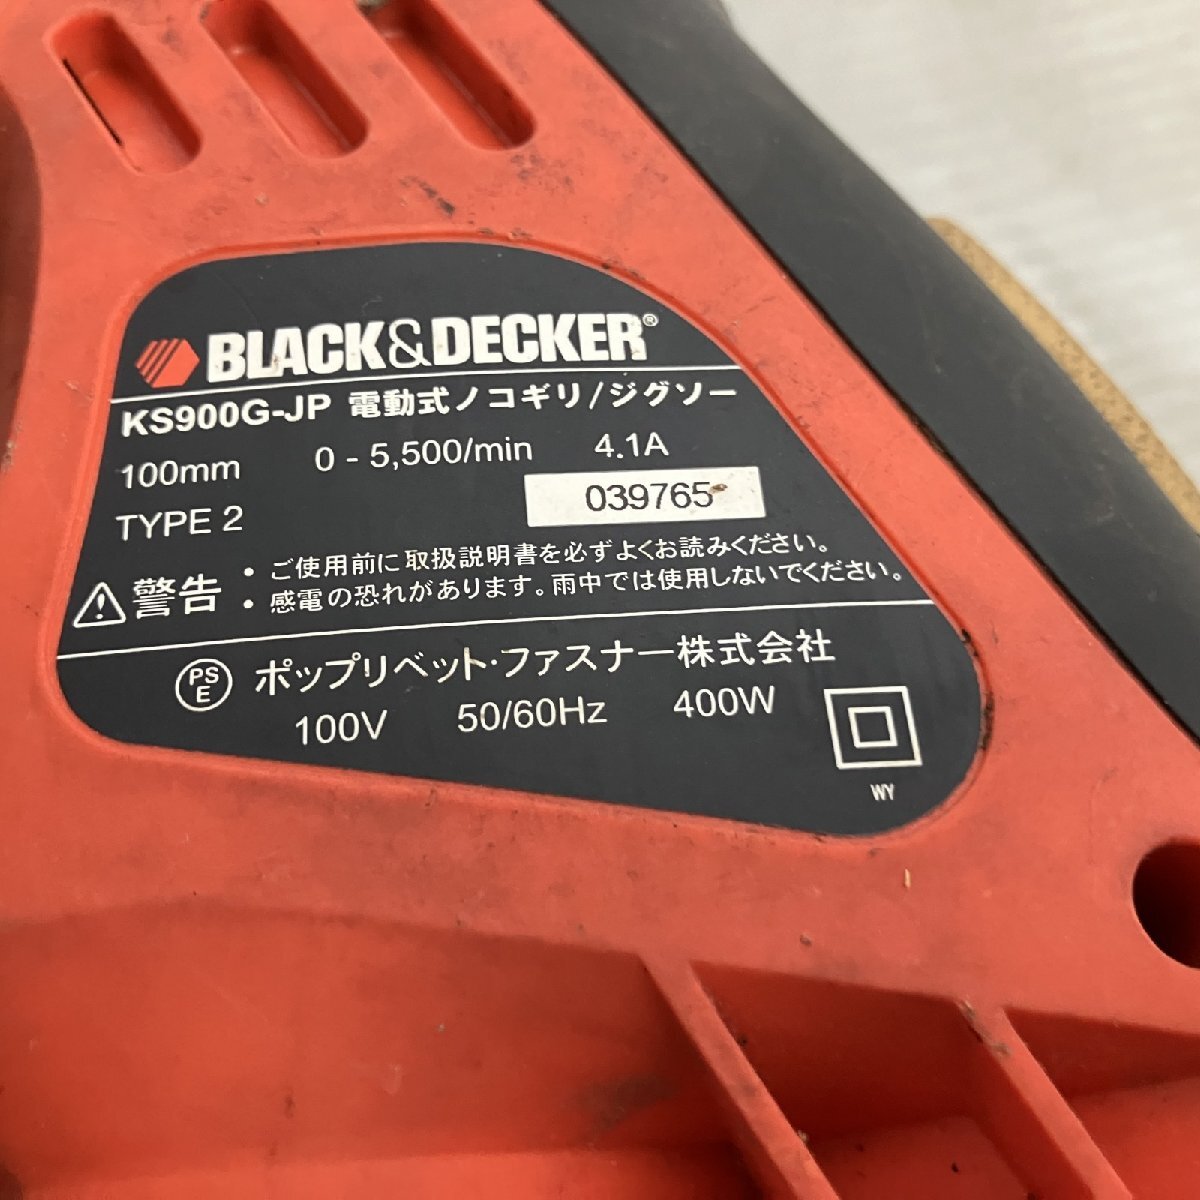 BLACK&DECKER®
KS900G-JP 電動式ノコギリ/ジグソー
100mm 0 - 5,500/min 4.1A
TYPE 2 039765
警告 ・ご使用前に取扱説明書を必ずよくお読みください。
・感電の恐れがあります。雨中では使用しないでください。
PSE ポップリベット・ファスナー株式会社
100V 50/60Hz 400W
WY